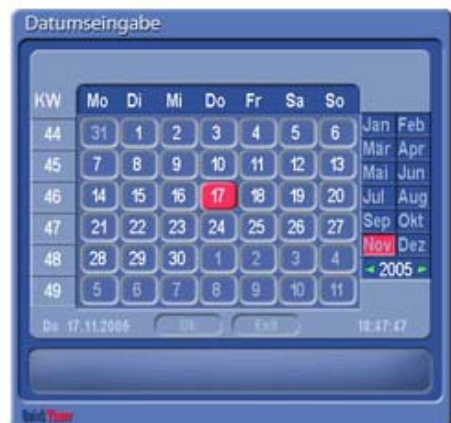 Datumseingabe
KW Mo Di Mi Do Fr Sa So
44 31 1 2 3 4 5 6 Jan Feb
45 7 8 9 10 11 12 13 Mär Apr
Mai Jun
46 14 15 16 17 18 19 20 Jul Aug
47 21 22 23 24 25 26 27 Sep Okt
48 28 29 30 1 2 3 4 Nov Dez
2005
49 5 6 7 8 9 10 11
Do 17.11.2005 Ok Exit 18:47:47